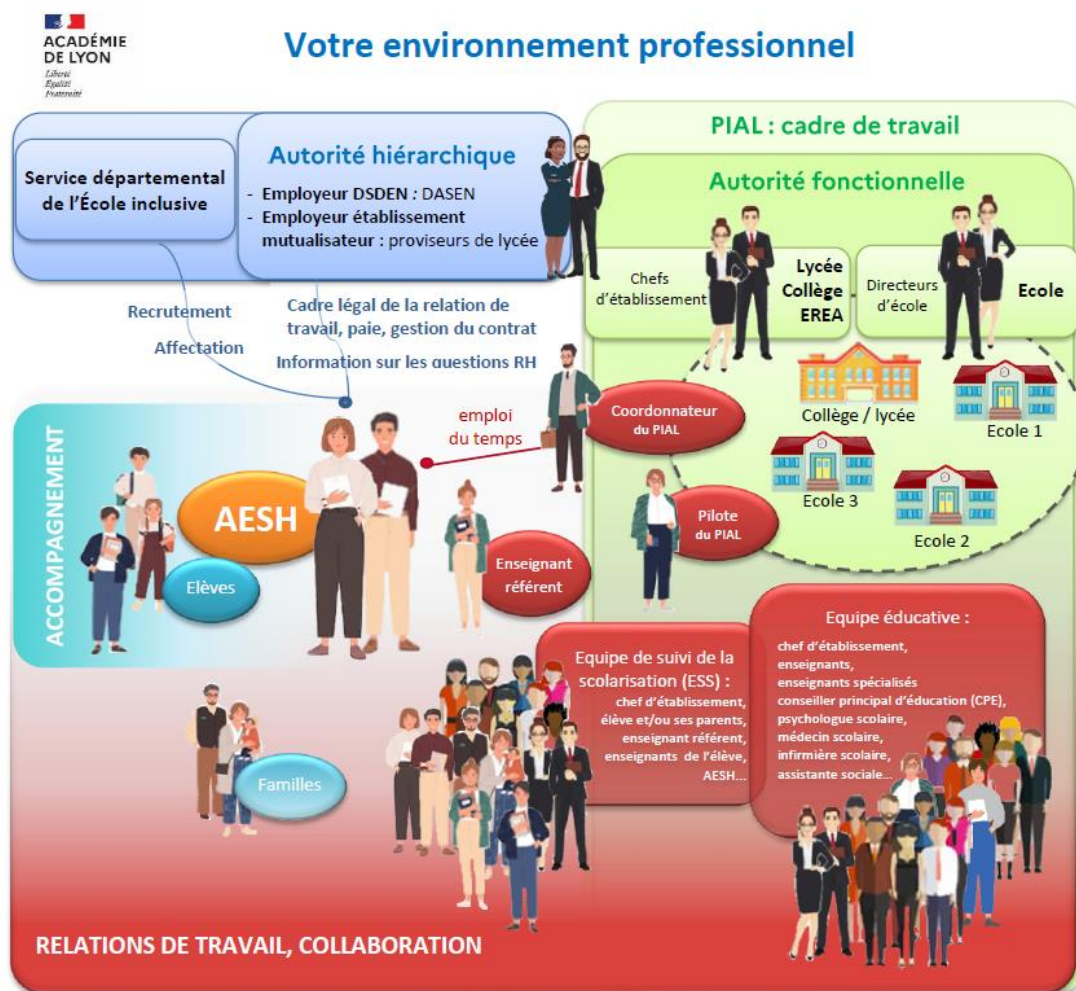 ACADÉMIE
DE LYON
Liberté
Égalité
Fraternité
Votre environnement professionnel
Service départemental
de l'École inclusive
Autorité hiérarchique
- Employeur DSDEN : DASEN
- Employeur établissement
mutualisateur : proviseurs de lycée
PIAL : cadre de travail
Autorité fonctionnelle
Chefs
d'établissement
Lycée
Collège
EREA
Directeurs
d'école
Ecole
Recrutement
Affectation
Cadre légal de la relation de
travail, paie, gestion du contrat
Information sur les questions RH
emploi
du temps
Coordonnateur
du PIAL
Collège / lycée
Ecole 1
Ecole 3
Ecole 2
Pilote
du PIAL
ACCOMPAGNEMENT
AESH
Elèves
Enseignant
référent
Equipe de suivi de la
scolarisation (ESS) :
chef d'établissement,
élève et/ou ses parents,
enseignant référent,
enseignants de l'élève,
AESH...
Equipe éducative :
chef d'établissement,
enseignants,
enseignants spécialisés
conseiller principal d'éducation (CPE),
psychologue scolaire,
médecin scolaire,
infirmière scolaire,
assistante sociale...
Familles
RELATIONS DE TRAVAIL, COLLABORATION